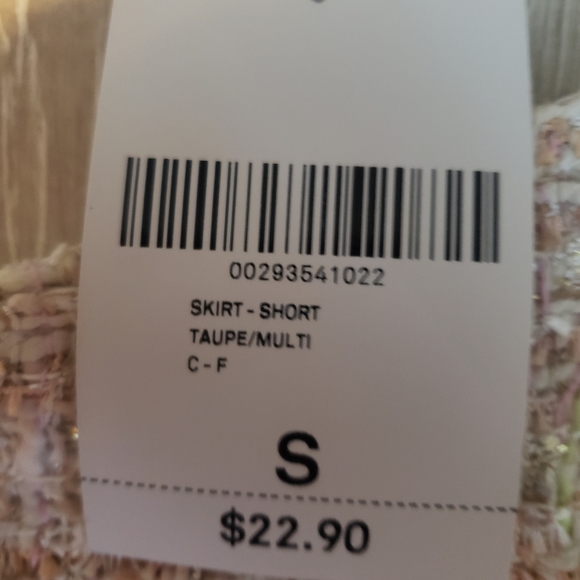 00293541022
SKIRT - SHORT
TAUPE/MULTI
C - F
S
$22.90